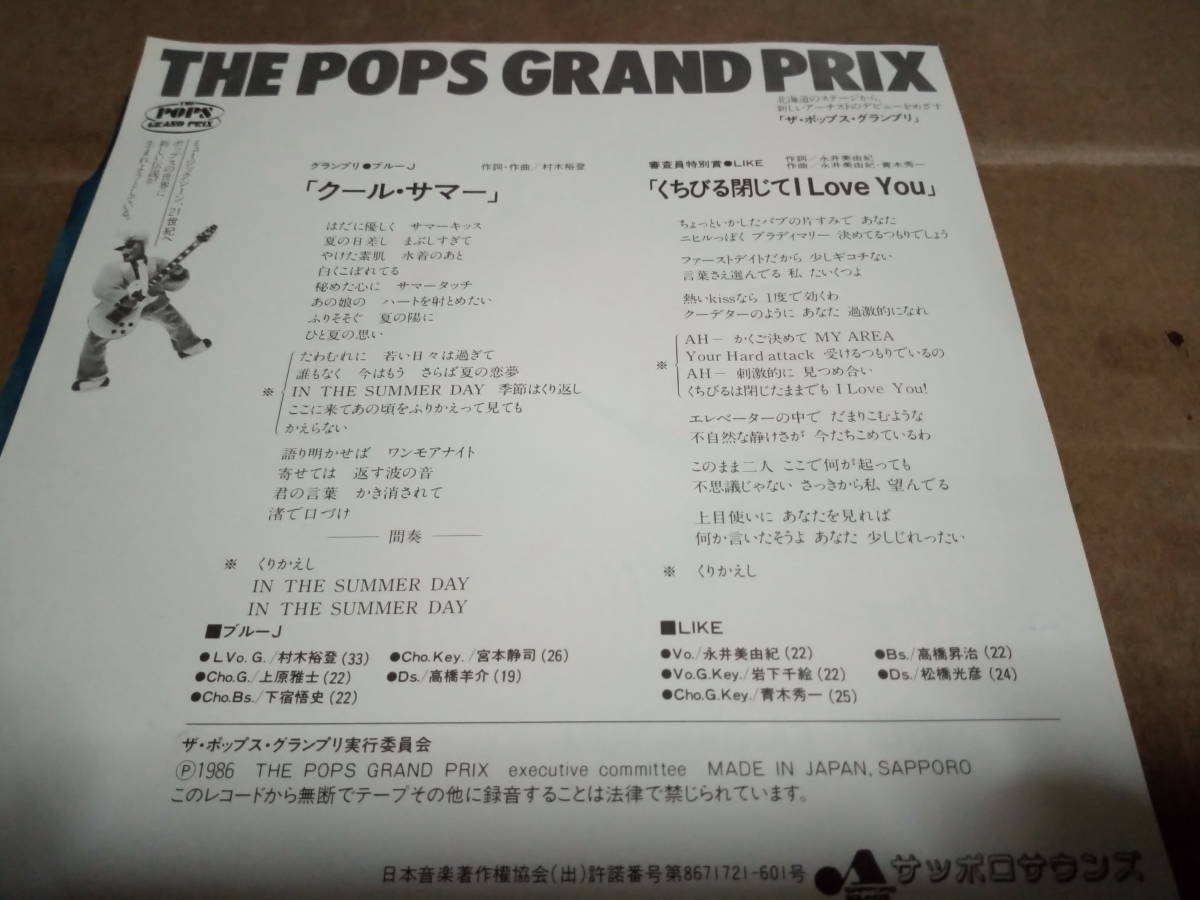 THE POPS GRAND PRIX
THE
POPS
GRAND PRIX
北海道のステージから、
新しいアーチストのデビューをめざす
「ザ・ポップス・グランプリ」
ミュージックシーン、21世紀へ
ポップスの世界に
新しい伝説が
グランプリ●ブルーJ 作詞・作曲／村木裕登
「クール・サマー」
はだに優しく サマーキッス
夏の日差し まぶしすぎて
やけた素肌 水着のあと
白くこぼれてる
秘めた心に サマータッチ
あの娘の ハートを射とめたい
ふりそそぐ 夏の陽に
ひと夏の思い
※
たわむれに 若い日々は過ぎて
誰もなく 今はもう さらば夏の恋夢
IN THE SUMMER DAY 季節はくり返し
ここに来てあの頃をふりかえって見ても
かえらない
語り明かせば ワンモアナイト
寄せては 返す波の音
君の言葉 かき消されて
渚で口づけ
間奏
※ くりかえし
IN THE SUMMER DAY
IN THE SUMMER DAY
■ブルーJ
●L.Vo.G./村木裕登(33) ●Cho.Key./宮本静司(26)
●Cho.G./上原雅士(22) ●Ds./高橋羊介(19)
●Cho.Bs./下宿悟史(22)
審査員特別賞●LIKE 作詞／永井美由紀
作曲／永井美由紀・青木秀一
「くちびる閉じてI Love You」
ちょっといかしたパブの片すみで あなた
ニヒルっぽく ブラディマリー 決めてるつもりでしょう
ファーストデイトだから 少しギコチない
言葉さえ選んでる 私、たいくつよ
熱いkissなら 1度で効くわ
クーデターのように あなた 過激的になれ
※
AH− かくご決めて MY AREA
Your Hard attack 受けるつもりでいるの
AH− 刺激的に 見つめ合い
くちびるは閉じたままでも I Love You!
エレベーターの中で だまりこむような
不自然な静けさが 今たちこめているわ
このまま二人 ここで何が起っても
不思議じゃない さっきから私、望んでる
上目使いに あなたを見れば
何か言いたそうよ あなた 少しじれったい
※ くりかえし
■LIKE
●Vo./永井美由紀(22) ●Bs./高橋昇治(22)
●Vo.G.Key./岩下千絵(22) ●Ds./松橋光彦(24)
●Cho.G.Key./青木秀一(25)
ザ・ポップス・グランプリ実行委員会
Ⓟ1986 THE POPS GRAND PRIX executive committee MADE IN JAPAN, SAPPORO
このレコードから無断でテープその他に録音することは法律で禁じられています。
日本音楽著作權協会(出)許諾番号第8671721-601号
サッポロサウンズ